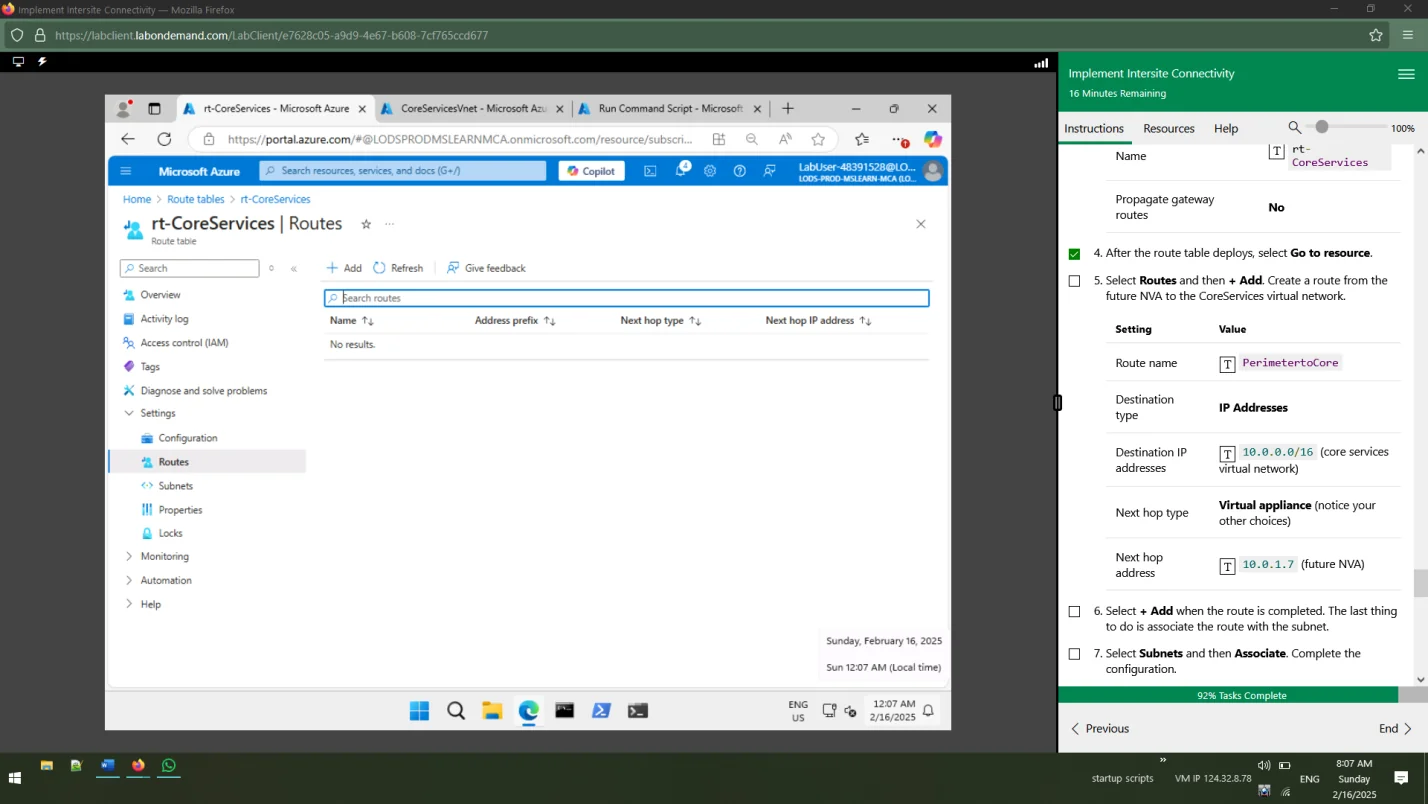 Implement Intersite Connectivity — Mozilla Firefox
https://labclient.labondemand.com/LabClient/e7628c05-a9d9-4e67-b608-7cf765ccd677
rt-CoreServices - Microsoft Azure
CoreServicesVnet - Microsoft Azu
Run Command Script - Microsoft
https://portal.azure.com/#@LODSPRODMSLEARNMCA.onmicrosoft.com/resource/subscri...
Microsoft Azure
Search resources, services, and docs (G+/)
Copilot
4
LabUser-48391528@LO...
LODS-PROD-MSLEARN-MCA (LO...
Home > Route tables > rt-CoreServices
rt-CoreServices | Routes
Route table
Search
Add
Refresh
Give feedback
Overview
Activity log
Access control (IAM)
Tags
Diagnose and solve problems
Settings
Configuration
Routes
Subnets
Properties
Locks
Monitoring
Automation
Help
Search routes
Name
Address prefix
Next hop type
Next hop IP address
No results.
Sunday, February 16, 2025
Sun 12:07 AM (Local time)
ENG
US
12:07 AM
2/16/2025
Implement Intersite Connectivity
16 Minutes Remaining
Instructions
Resources
Help
100%
Name
T rt-
CoreServices
Propagate gateway
routes
No
4. After the route table deploys, select Go to resource.
5. Select Routes and then + Add. Create a route from the
future NVA to the CoreServices virtual network.
Setting
Value
Route name
T PerimetertoCore
Destination
type
IP Addresses
Destination IP
addresses
T 10.0.0.0/16 (core services
virtual network)
Next hop type
Virtual appliance (notice your
other choices)
Next hop
address
T 10.0.1.7 (future NVA)
6. Select + Add when the route is completed. The last thing
to do is associate the route with the subnet.
7. Select Subnets and then Associate. Complete the
configuration.
92% Tasks Complete
Previous
End
startup scripts
VM IP 124.32.8.78
ENG
8:07 AM
Sunday
2/16/2025